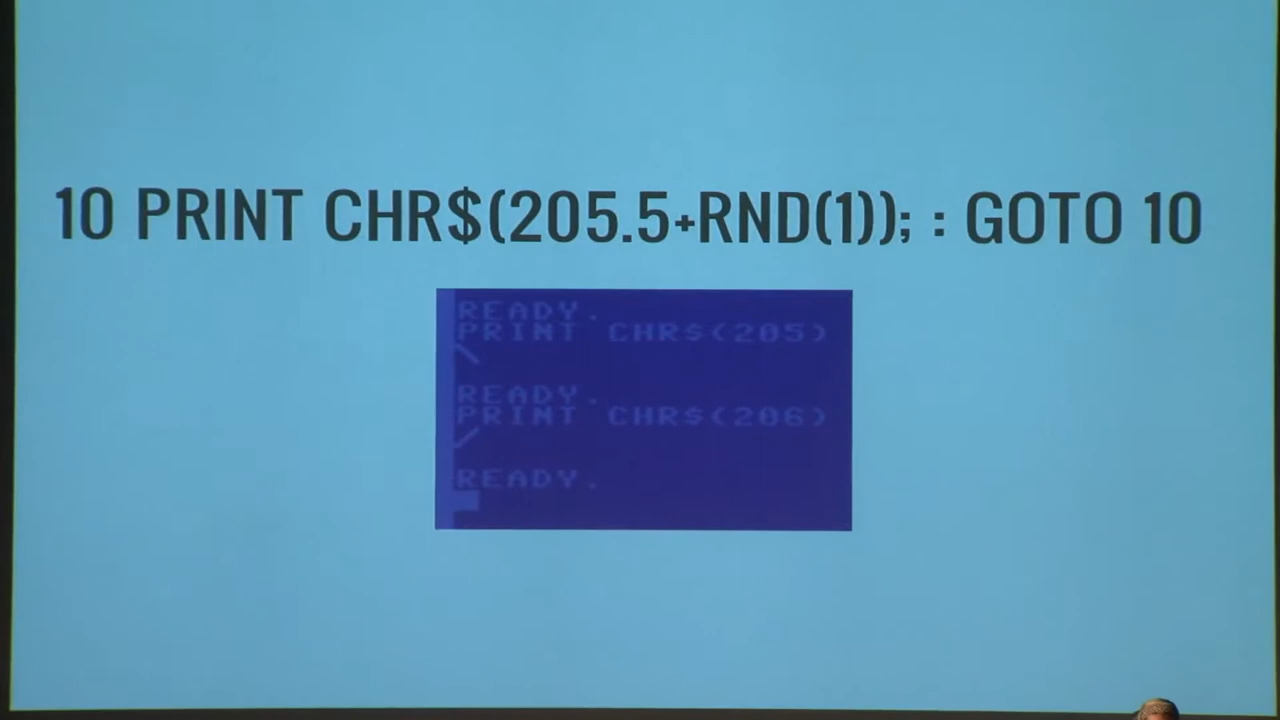 10 PRINT CHR$(205.5+RND(1)); : GOTO 10
READY.
PRINT CHR$(205)
╲
READY.
PRINT CHR$(206)
╱
READY.